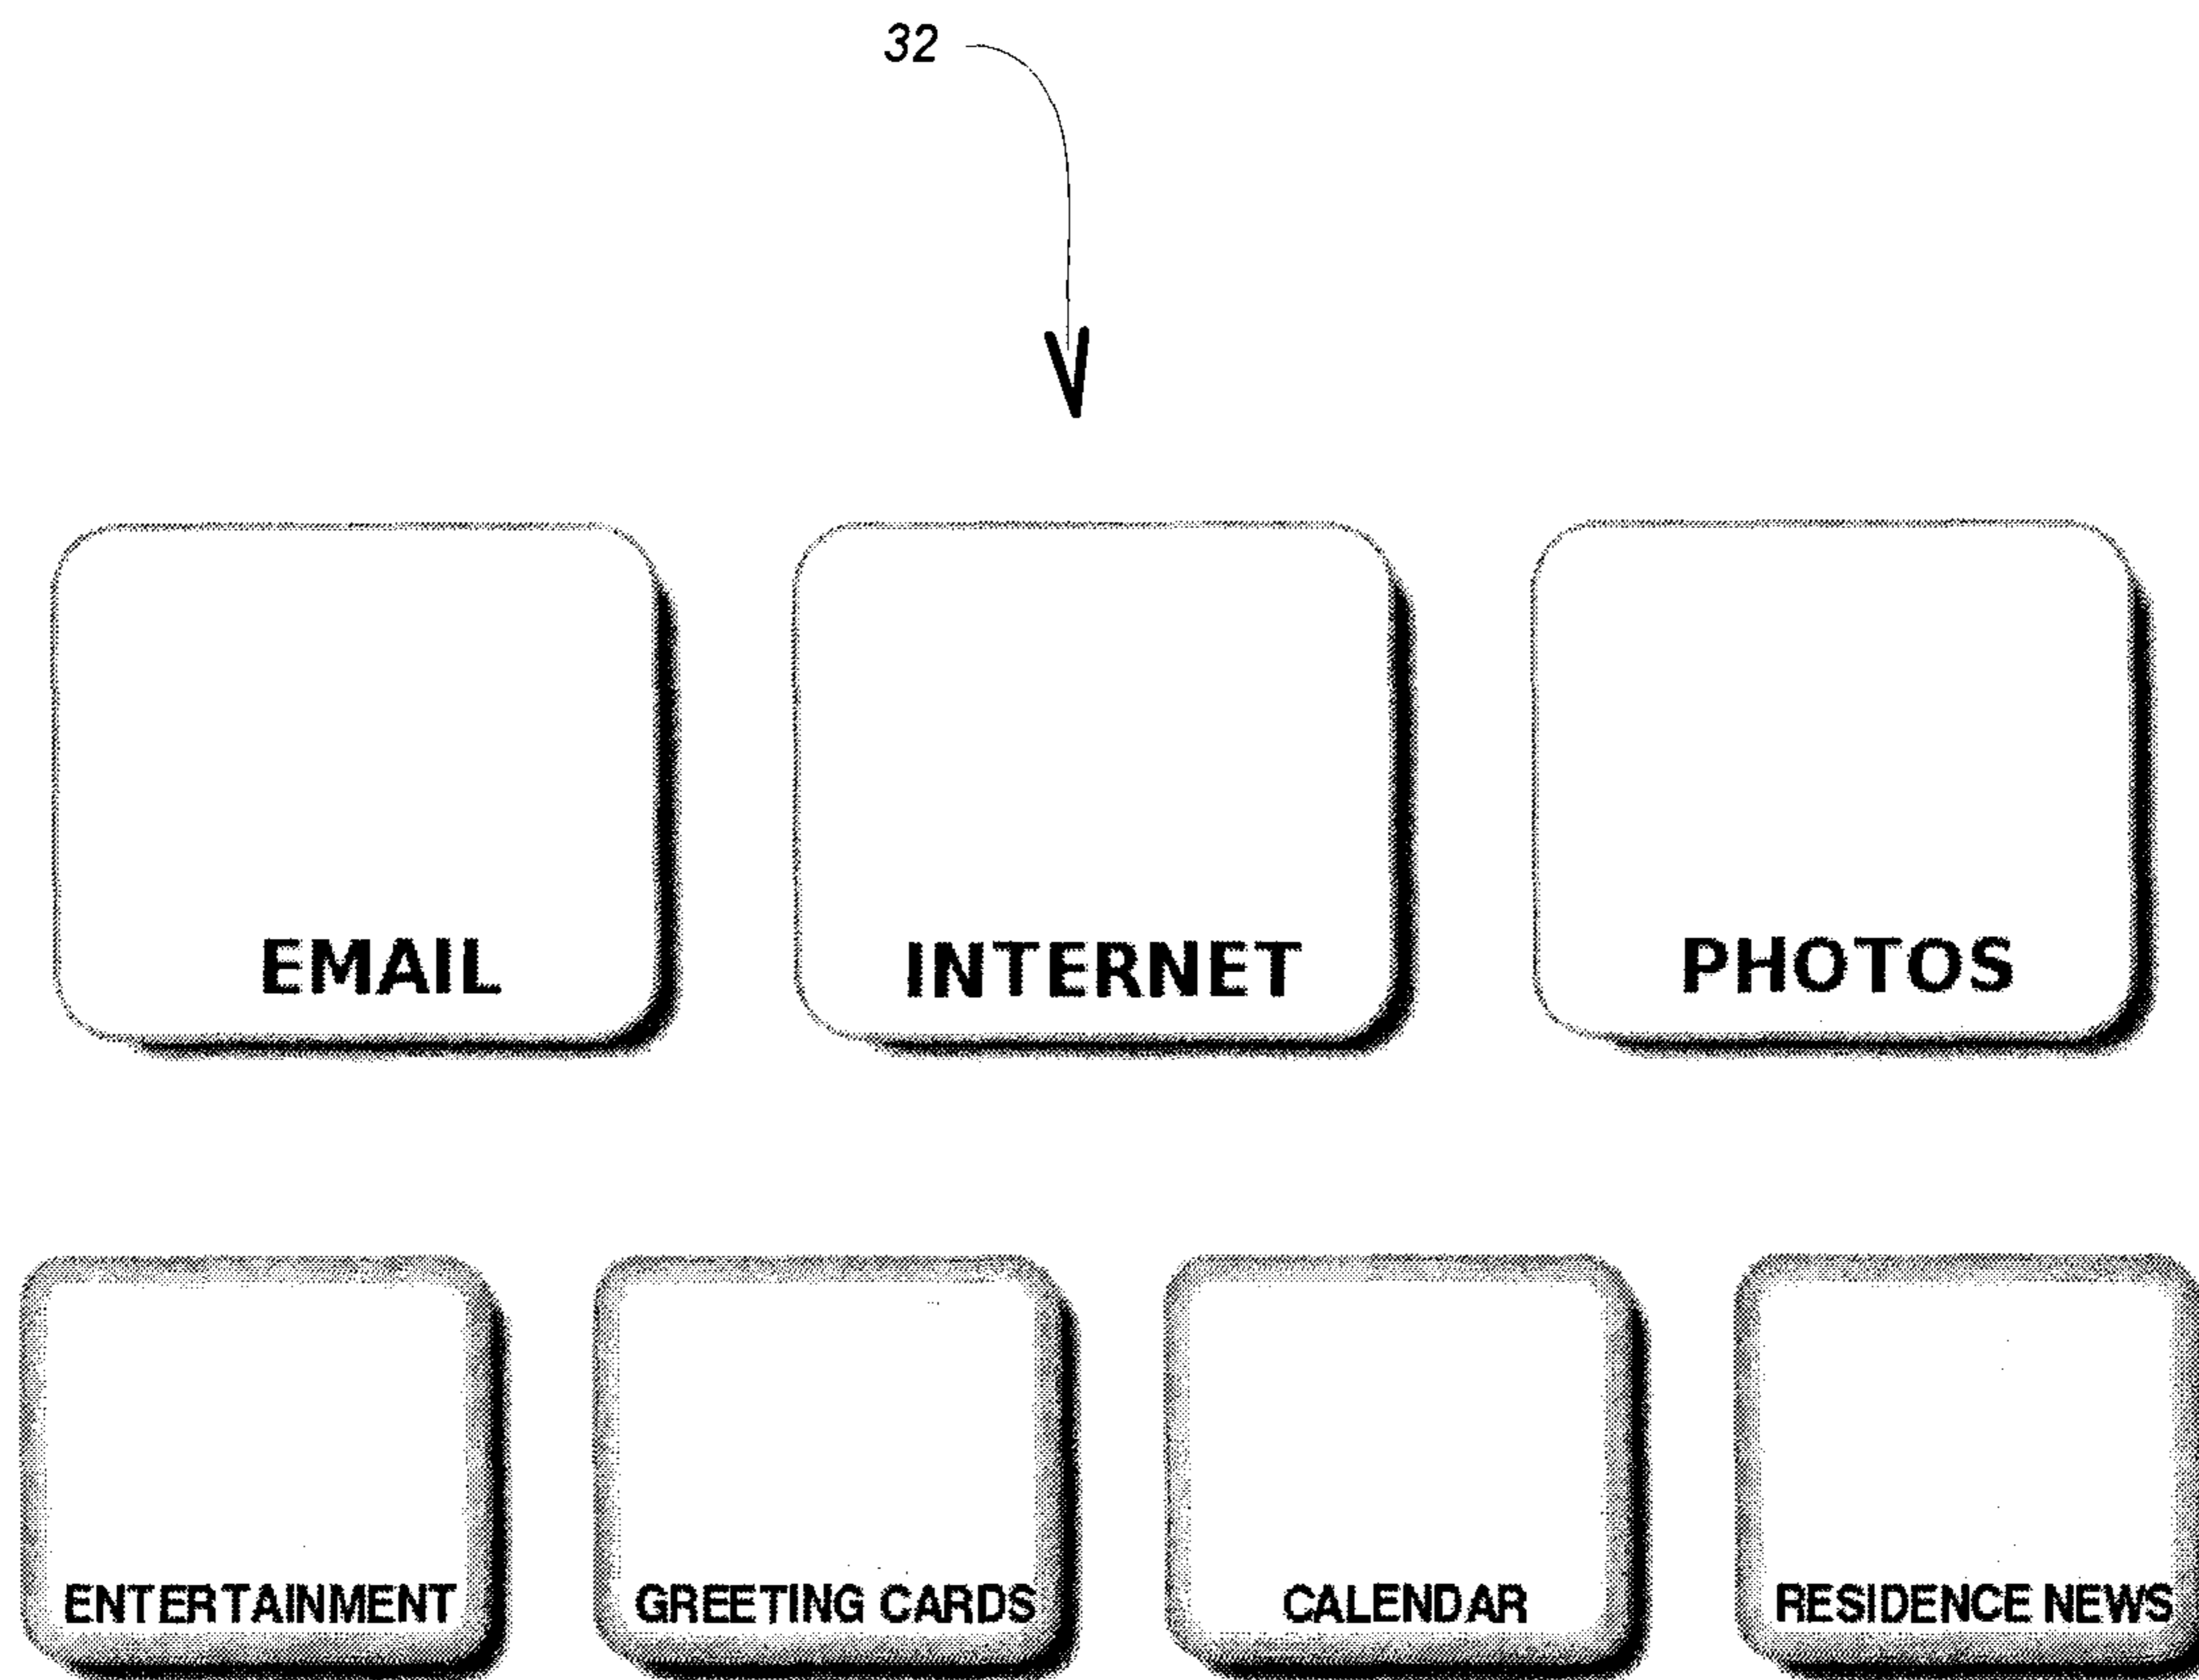 32
EMAIL INTERNET PHOTOS
ENTERTAINMENT GREETING CARDS CALENDAR RESIDENCE NEWS